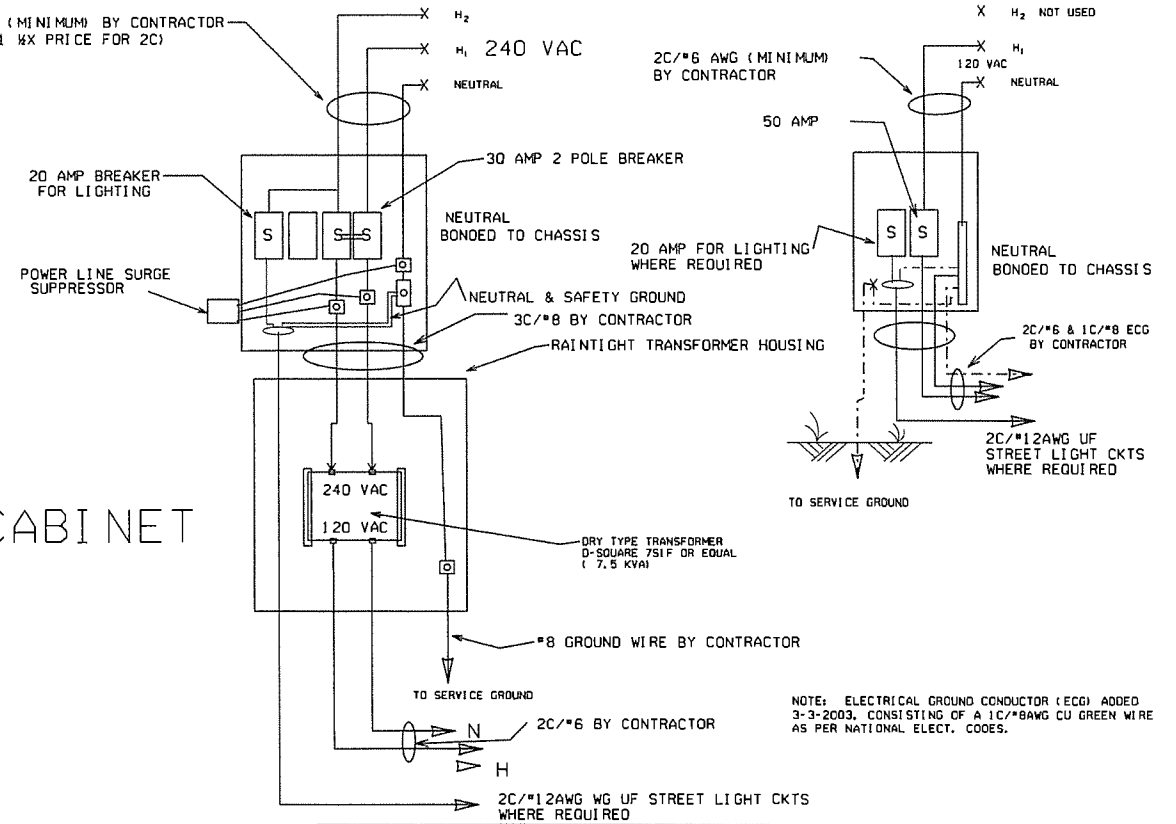 (MINIMUM) BY CONTRACTOR
1 ½X PRICE FOR 2C)
H2
H1 240 VAC
NEUTRAL
20 AMP BREAKER
FOR LIGHTING
30 AMP 2 POLE BREAKER
S
S
S
NEUTRAL
BONDED TO CHASSIS
POWER LINE SURGE
SUPPRESSOR
NEUTRAL & SAFETY GROUND
3C/#8 BY CONTRACTOR
RAINTIGHT TRANSFORMER HOUSING
240 VAC
120 VAC
CABINET
DRY TYPE TRANSFORMER
D-SQUARE 7S1F OR EQUAL
( 7.5 KVA)
#8 GROUND WIRE BY CONTRACTOR
TO SERVICE GROUND
N
2C/#6 BY CONTRACTOR
H
2C/#12AWG WG UF STREET LIGHT CKTS
WHERE REQUIRED
H2 NOT USED
2C/#6 AWG (MINIMUM)
BY CONTRACTOR
H1
120 VAC
NEUTRAL
50 AMP
S
S
20 AMP FOR LIGHTING
WHERE REQUIRED
NEUTRAL
BONDED TO CHASSIS
2C/#6 & 1C/#8 ECG
BY CONTRACTOR
2C/#12AWG UF
STREET LIGHT CKTS
WHERE REQUIRED
TO SERVICE GROUND
NOTE: ELECTRICAL GROUND CONDUCTOR (ECG) ADDED
3-3-2003, CONSISTING OF A 1C/#8AWG CU GREEN WIRE
AS PER NATIONAL ELECT. CODES.